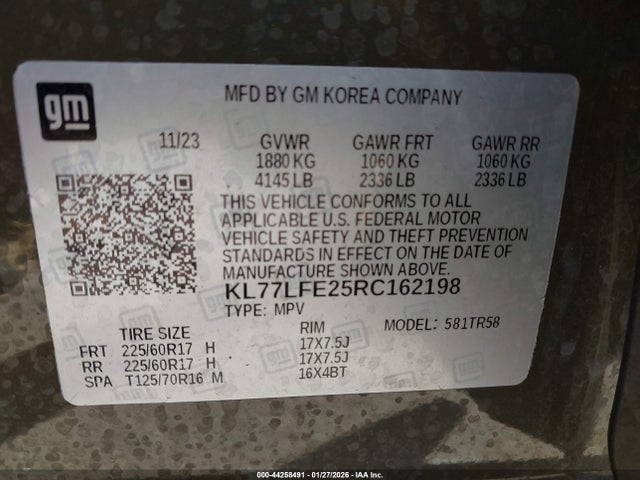 gm
MFD BY GM KOREA COMPANY
11/23 GVWR GAWR FRT GAWR RR
1880 KG 1060 KG 1060 KG
4145 LB 2336 LB 2336 LB
THIS VEHICLE CONFORMS TO ALL
APPLICABLE U.S. FEDERAL MOTOR
VEHICLE SAFETY AND THEFT PREVENTION
STANDARDS IN EFFECT ON THE DATE OF
MANUFACTURE SHOWN ABOVE.
KL77LFE25RC162198
TYPE: MPV
TIRE SIZE RIM MODEL: 581TR58
FRT 225/60R17 H 17X7.5J
RR 225/60R17 H 17X7.5J
SPA T125/70R16 M 16X4BT
000-44258491 - 01/27/2026 - IAA Inc.